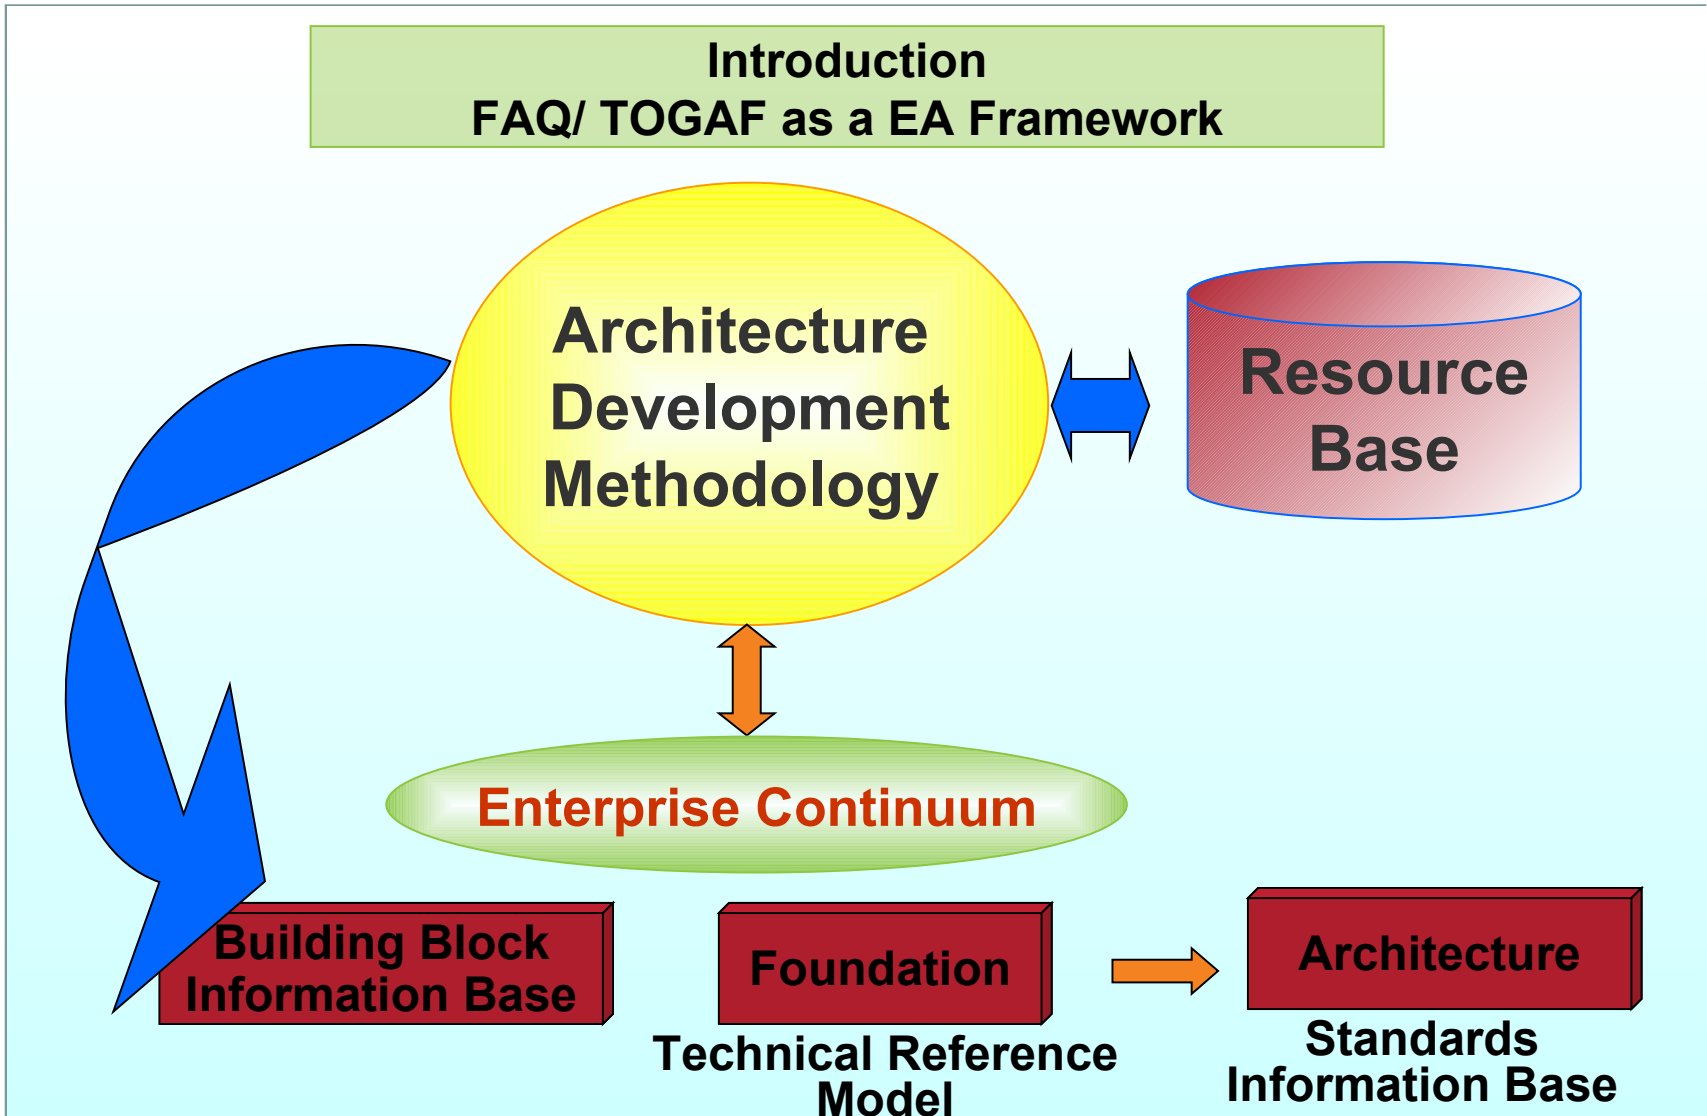 Introduction
FAQ/ TOGAF as a EA Framework
Architecture
Development
Methodology
Resource
Base
Enterprise Continuum
Building Block
Information Base
Foundation
Architecture
Technical Reference
Model
Standards
Information Base